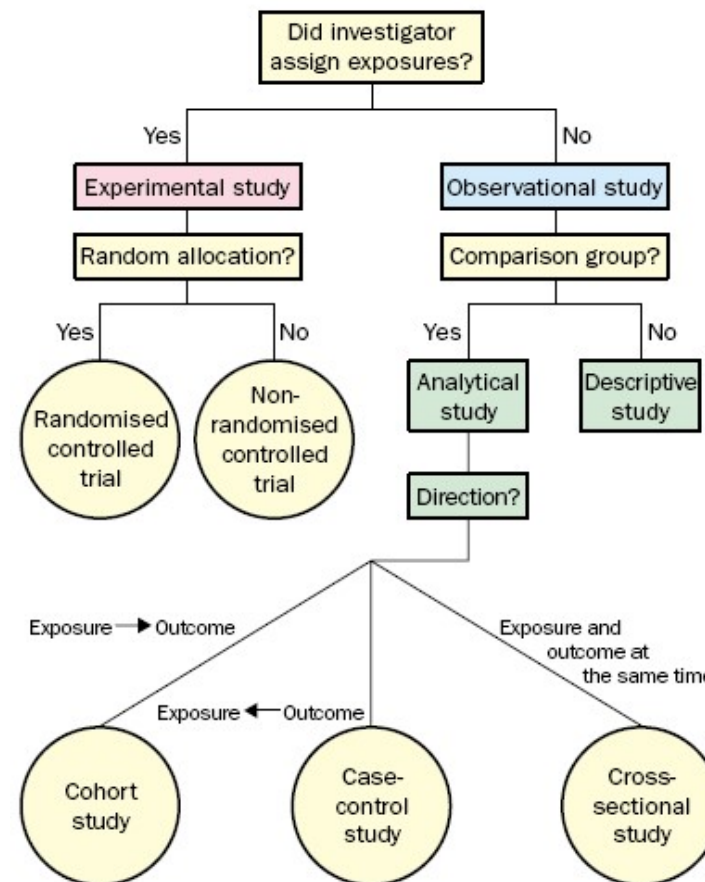 Did investigator
assign exposures?
Yes
No
Experimental study
Observational study
Random allocation?
Comparison group?
Yes
No
Yes
No
Randomised
controlled
trial
Non-
randomised
controlled
trial
Analytical
study
Descriptive
study
Direction?
Exposure → Outcome
Exposure and
outcome at
the same time
Exposure ← Outcome
Cohort
study
Case-
control
study
Cross-
sectional
study